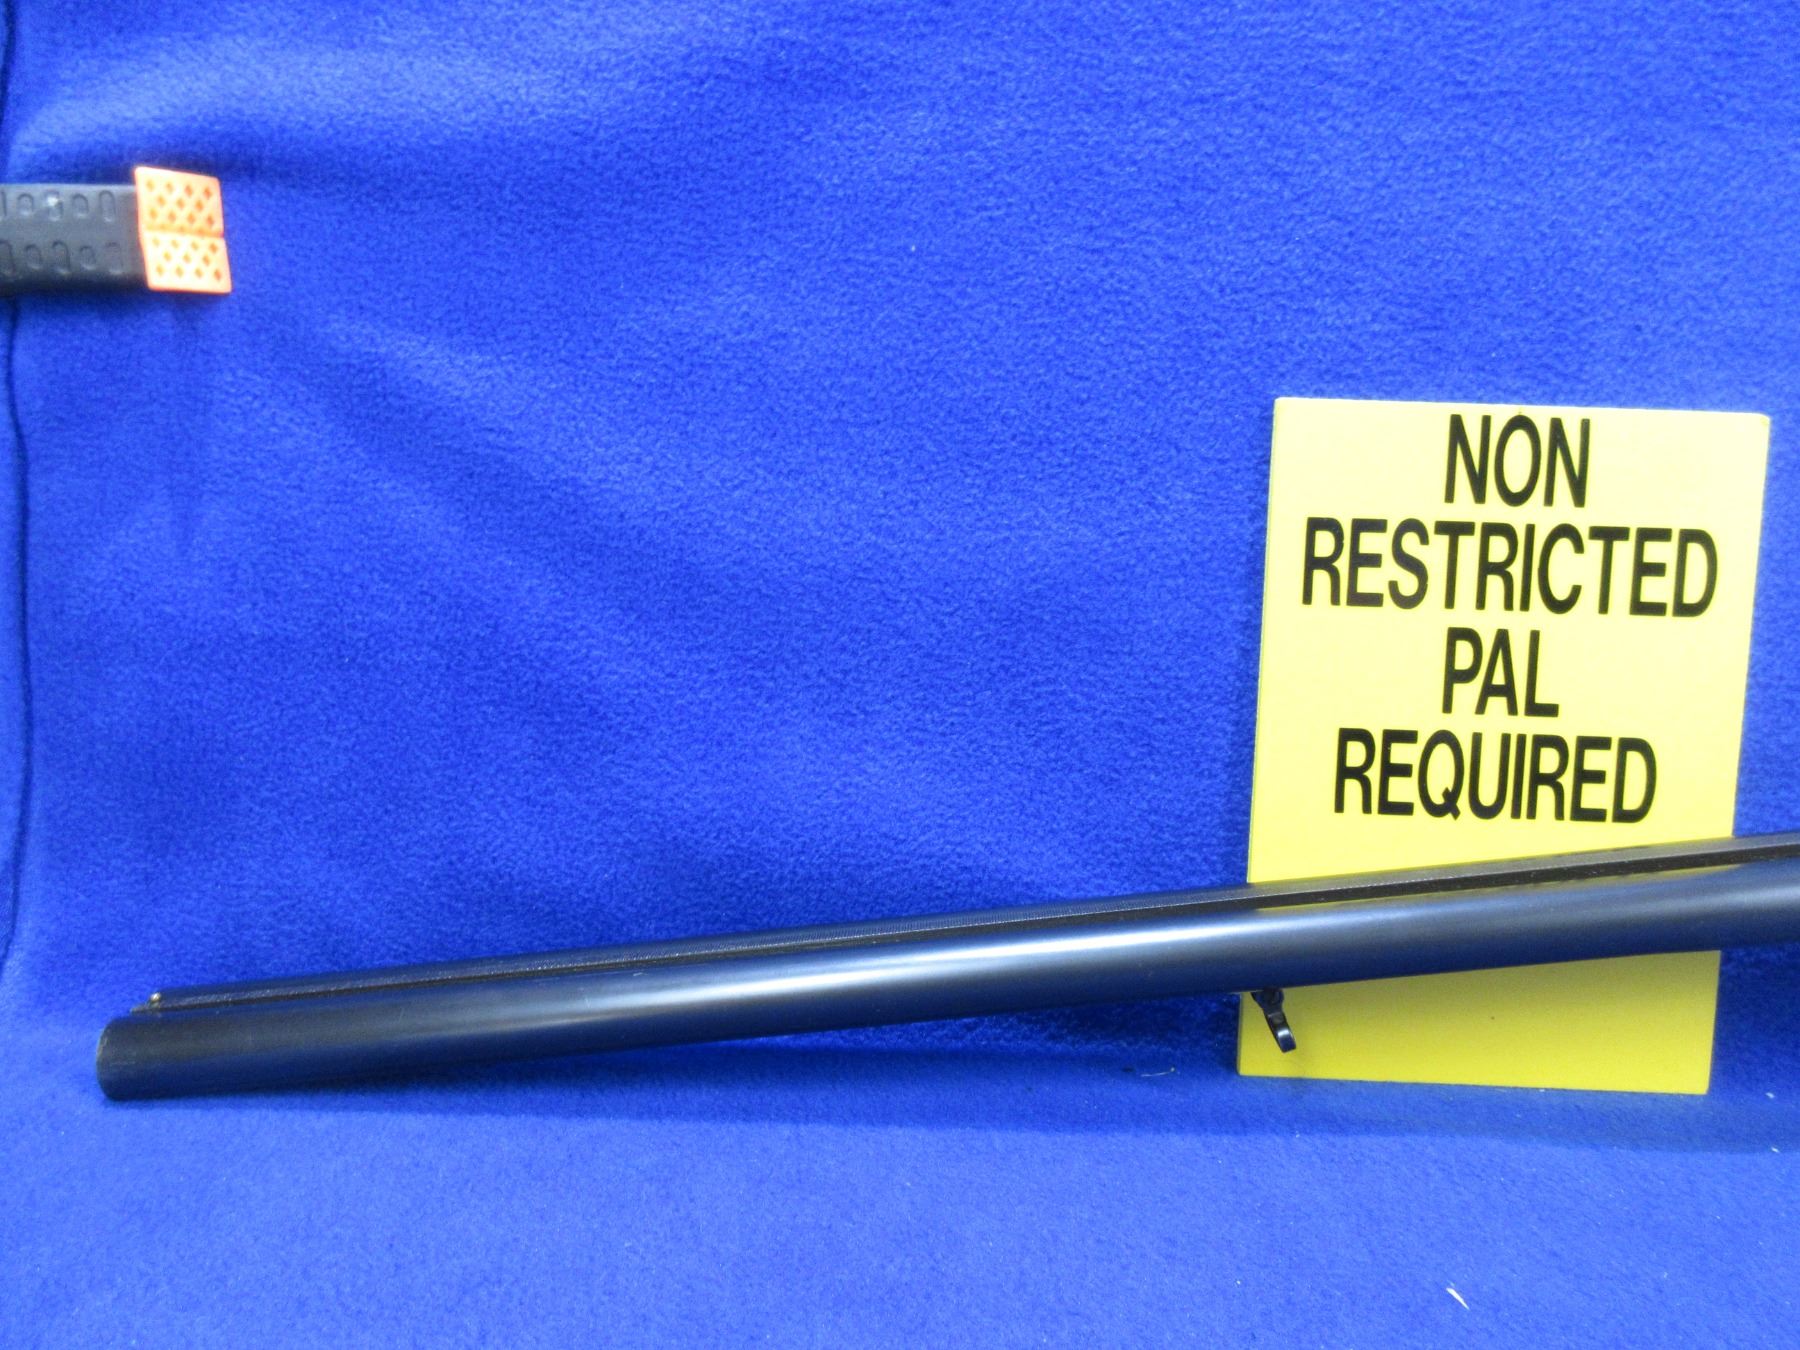 NON
RESTRICTED
PAL
REQUIRED